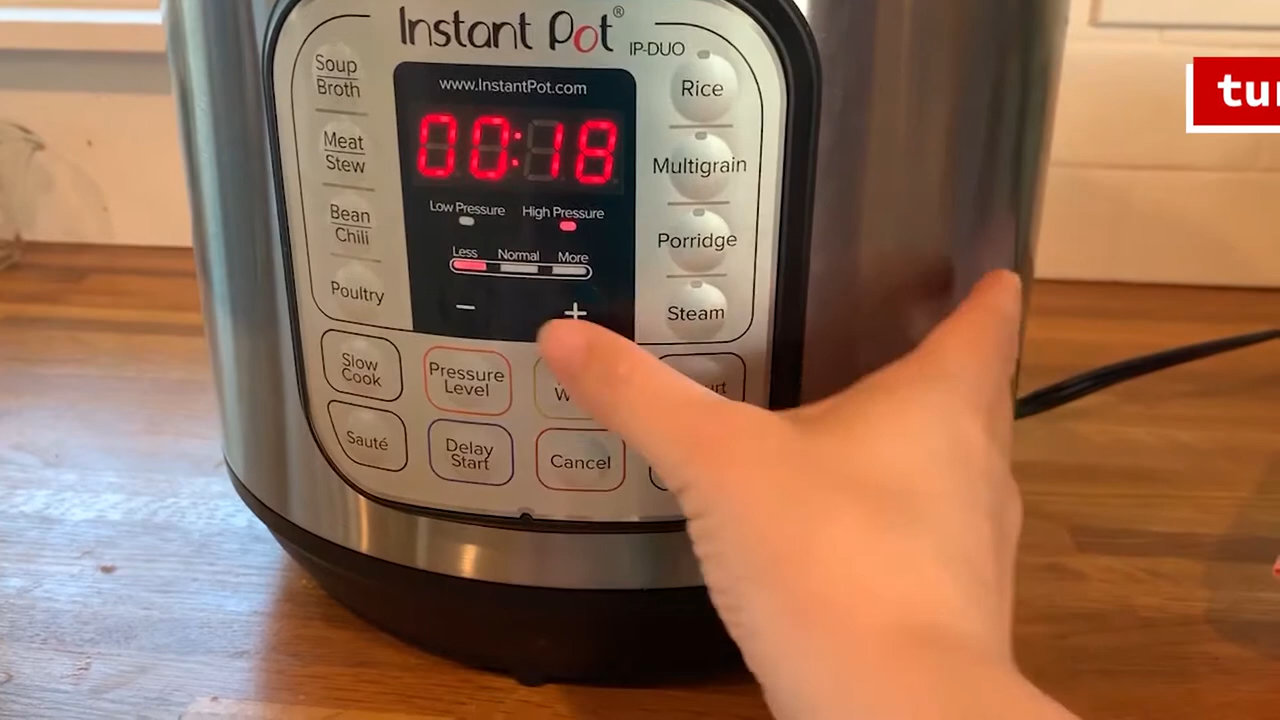 Instant Pot®
IP-DUO
www.InstantPot.com
00:18
Low Pressure
High Pressure
Less
Normal
More
−
+
Soup
Broth
Meat
Stew
Bean
Chili
Poultry
Rice
Multigrain
Porridge
Steam
Slow
Cook
Pressure
Level
Sauté
Delay
Start
Cancel